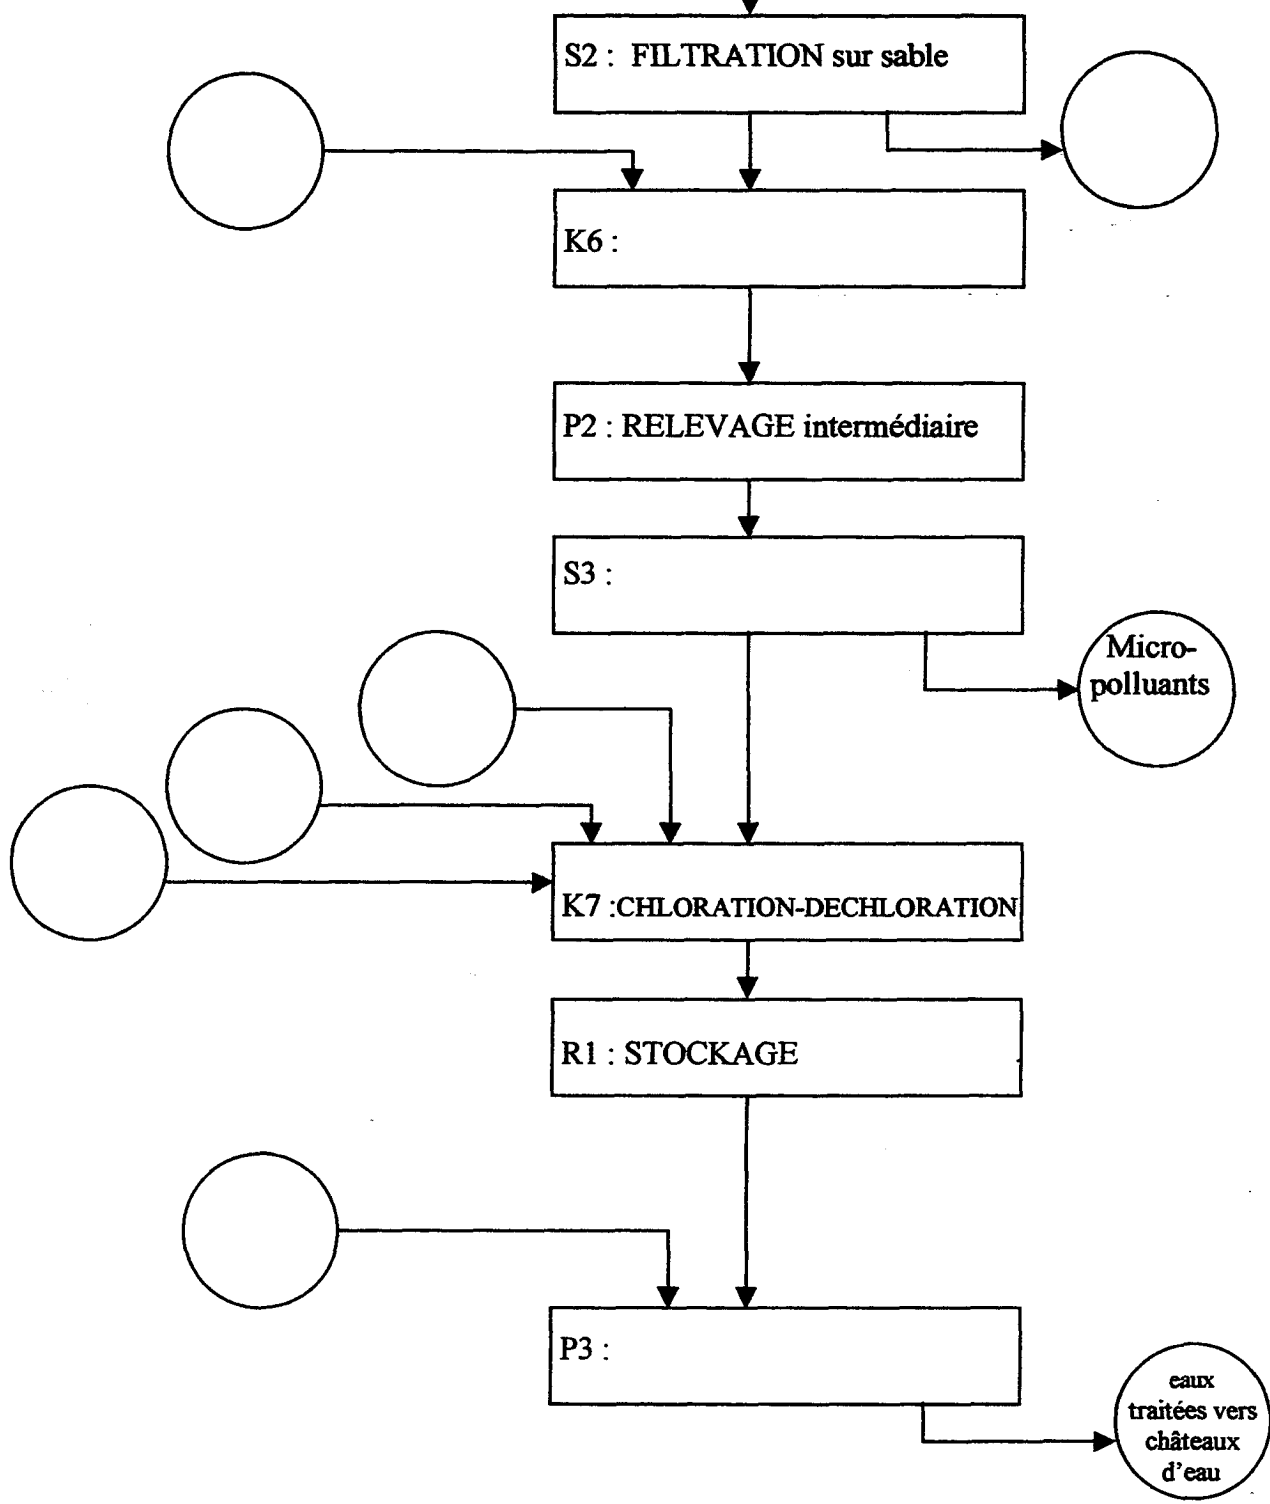 S2 : FILTRATION sur sable
K6 :
P2 : RELEVAGE intermédiaire
S3 :
Micro-
polluants
K7 :CHLORATION-DECHLORATION
R1 : STOCKAGE
P3 :
eaux
traitées vers
châteaux
d'eau